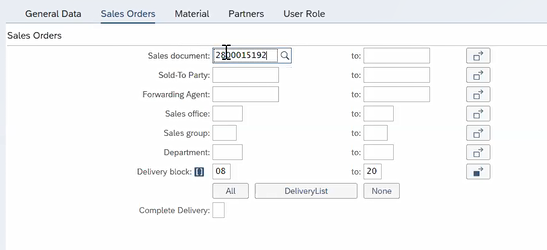 General Data Sales Orders Material Partners User Role
Sales Orders
Sales document: 2800015192 to:
Sold-To Party: to:
Forwarding Agent: to:
Sales office: to:
Sales group: to:
Department: to:
Delivery block: 08 to: 20
All DeliveryList None
Complete Delivery: